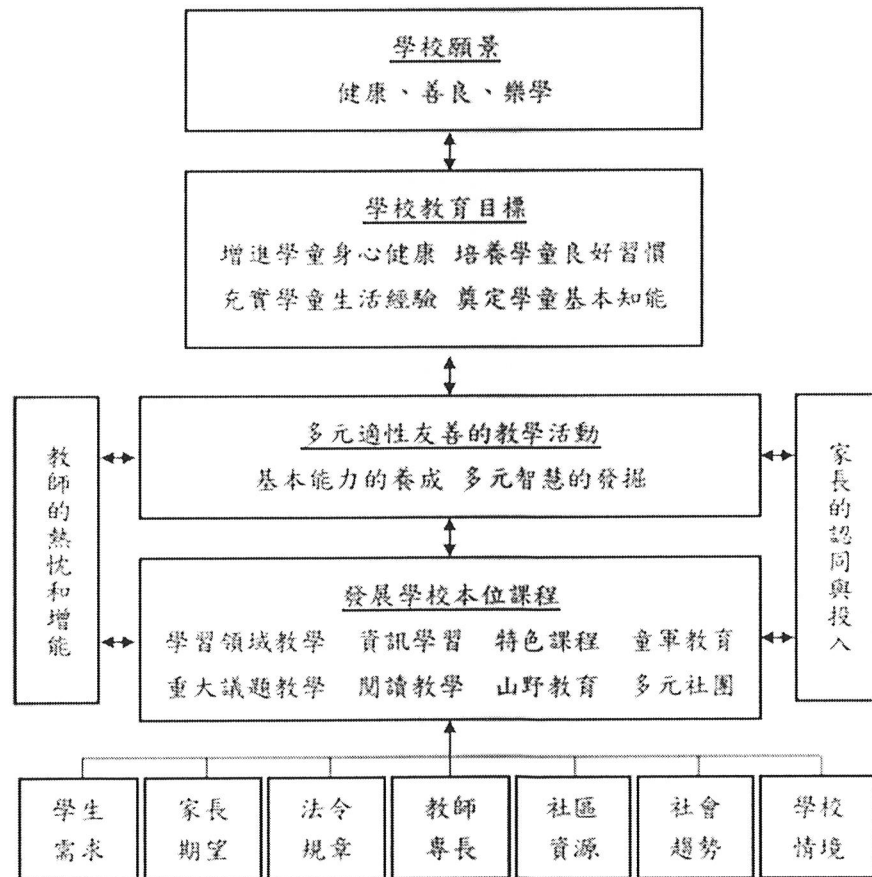 學校願景
健康、善良、樂學
學校教育目標
增進學童身心健康 培養學童良好習慣
充實學童生活經驗 奠定學童基本知能
教師的熱忱和增能
多元適性友善的教學活動
基本能力的養成 多元智慧的發掘
家長的認同與投入
發展學校本位課程
學習領域教學 資訊學習 特色課程 童軍教育
重大議題教學 閱讀教學 山野教育 多元社團
學生 家長 法令 教師 社區 社會 學校
需求 期望 規章 專長 資源 趨勢 情境